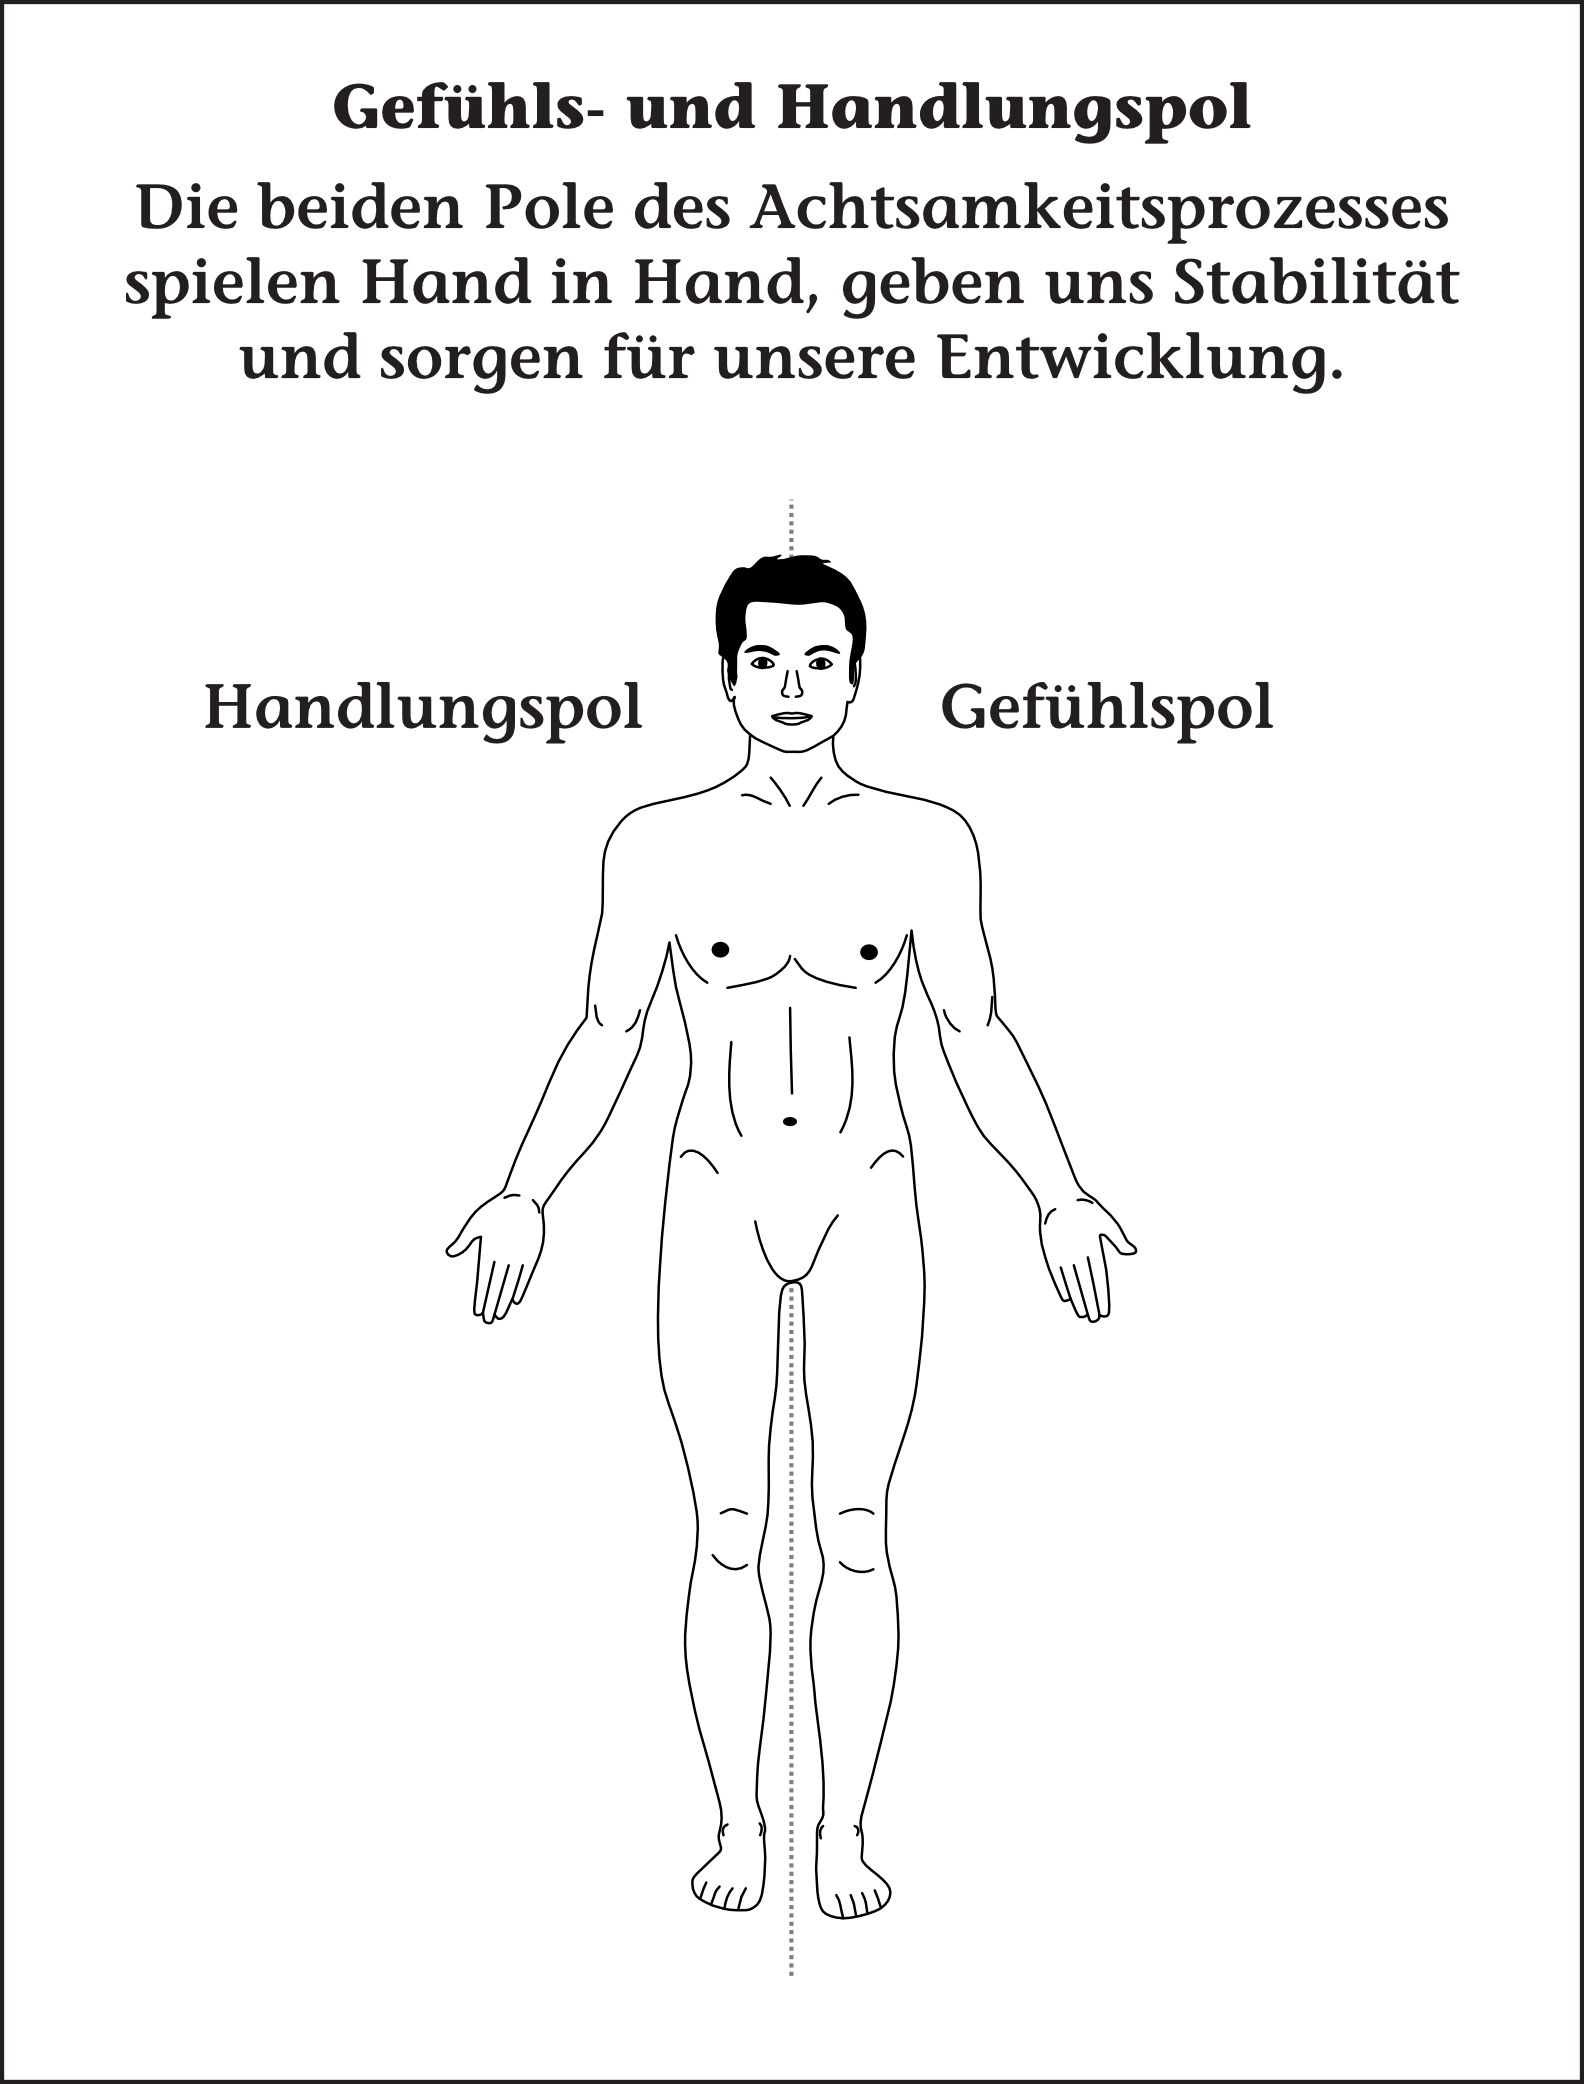 Gefühls- und Handlungspol
Die beiden Pole des Achtsamkeitsprozesses
spielen Hand in Hand, geben uns Stabilität
und sorgen für unsere Entwicklung.
Handlungspol
Gefühlspol